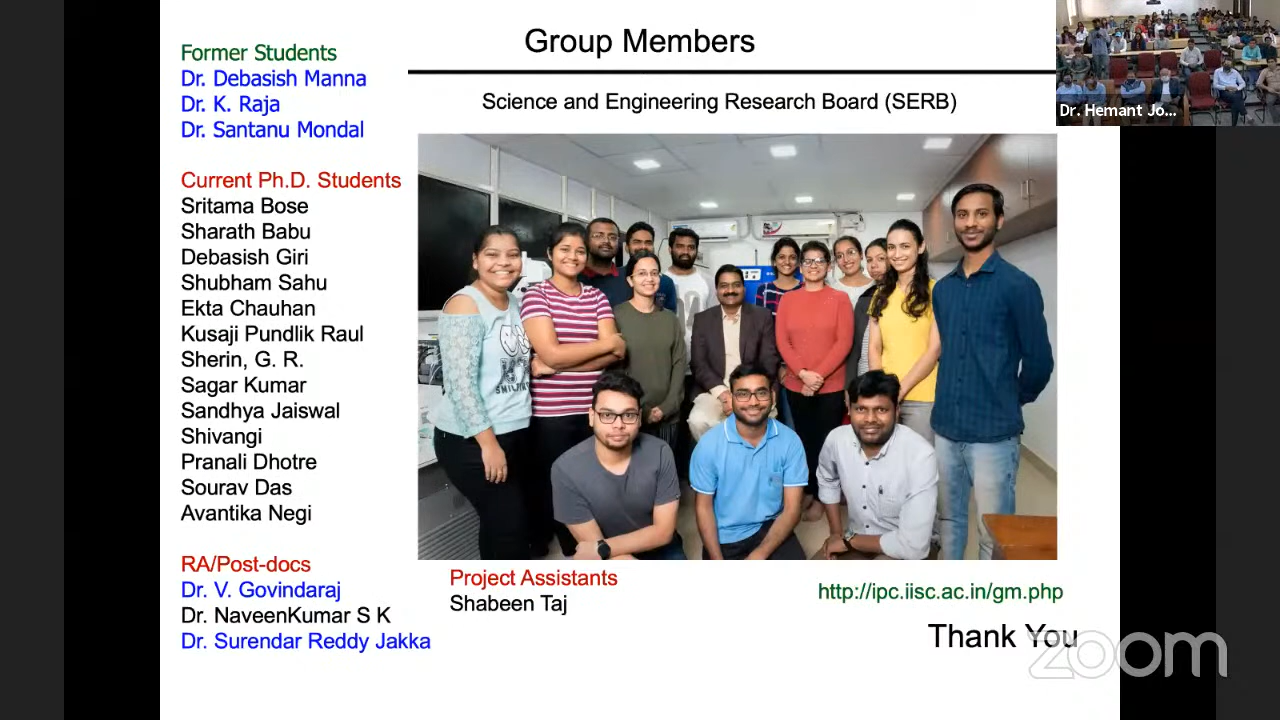 Group Members
Science and Engineering Research Board (SERB)
Former Students
Dr. Debasish Manna
Dr. K. Raja
Dr. Santanu Mondal
Current Ph.D. Students
Sritama Bose
Sharath Babu
Debasish Giri
Shubham Sahu
Ekta Chauhan
Kusaji Pundlik Raul
Sherin, G. R.
Sagar Kumar
Sandhya Jaiswal
Shivangi
Pranali Dhotre
Sourav Das
Avantika Negi
RA/Post-docs
Dr. V. Govindaraj
Dr. NaveenKumar S K
Dr. Surendar Reddy Jakka
Project Assistants
Shabeen Taj
http://ipc.iisc.ac.in/gm.php
Thank You
zoom
Dr. Hemant Jo...